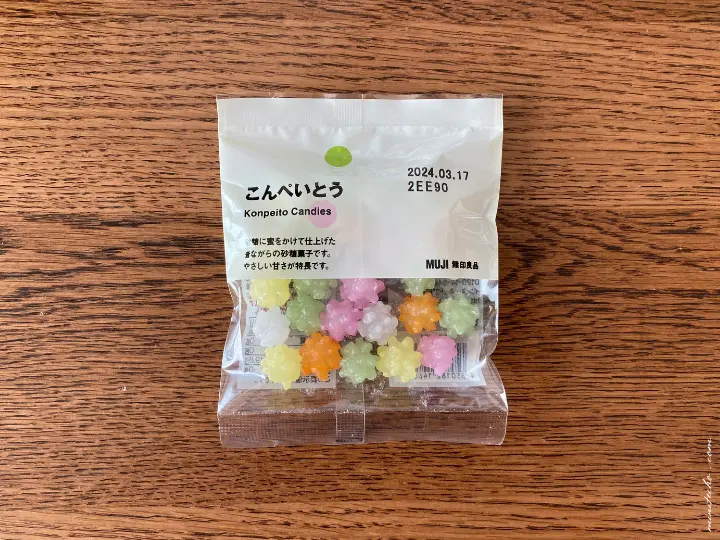 こんぺいとう
Konpeito Candies
2024.03.17
2EE90
砂糖に蜜をかけて仕上げた
昔ながらの砂糖菓子です。
やさしい甘さが特長です。
MUJI 無印良品